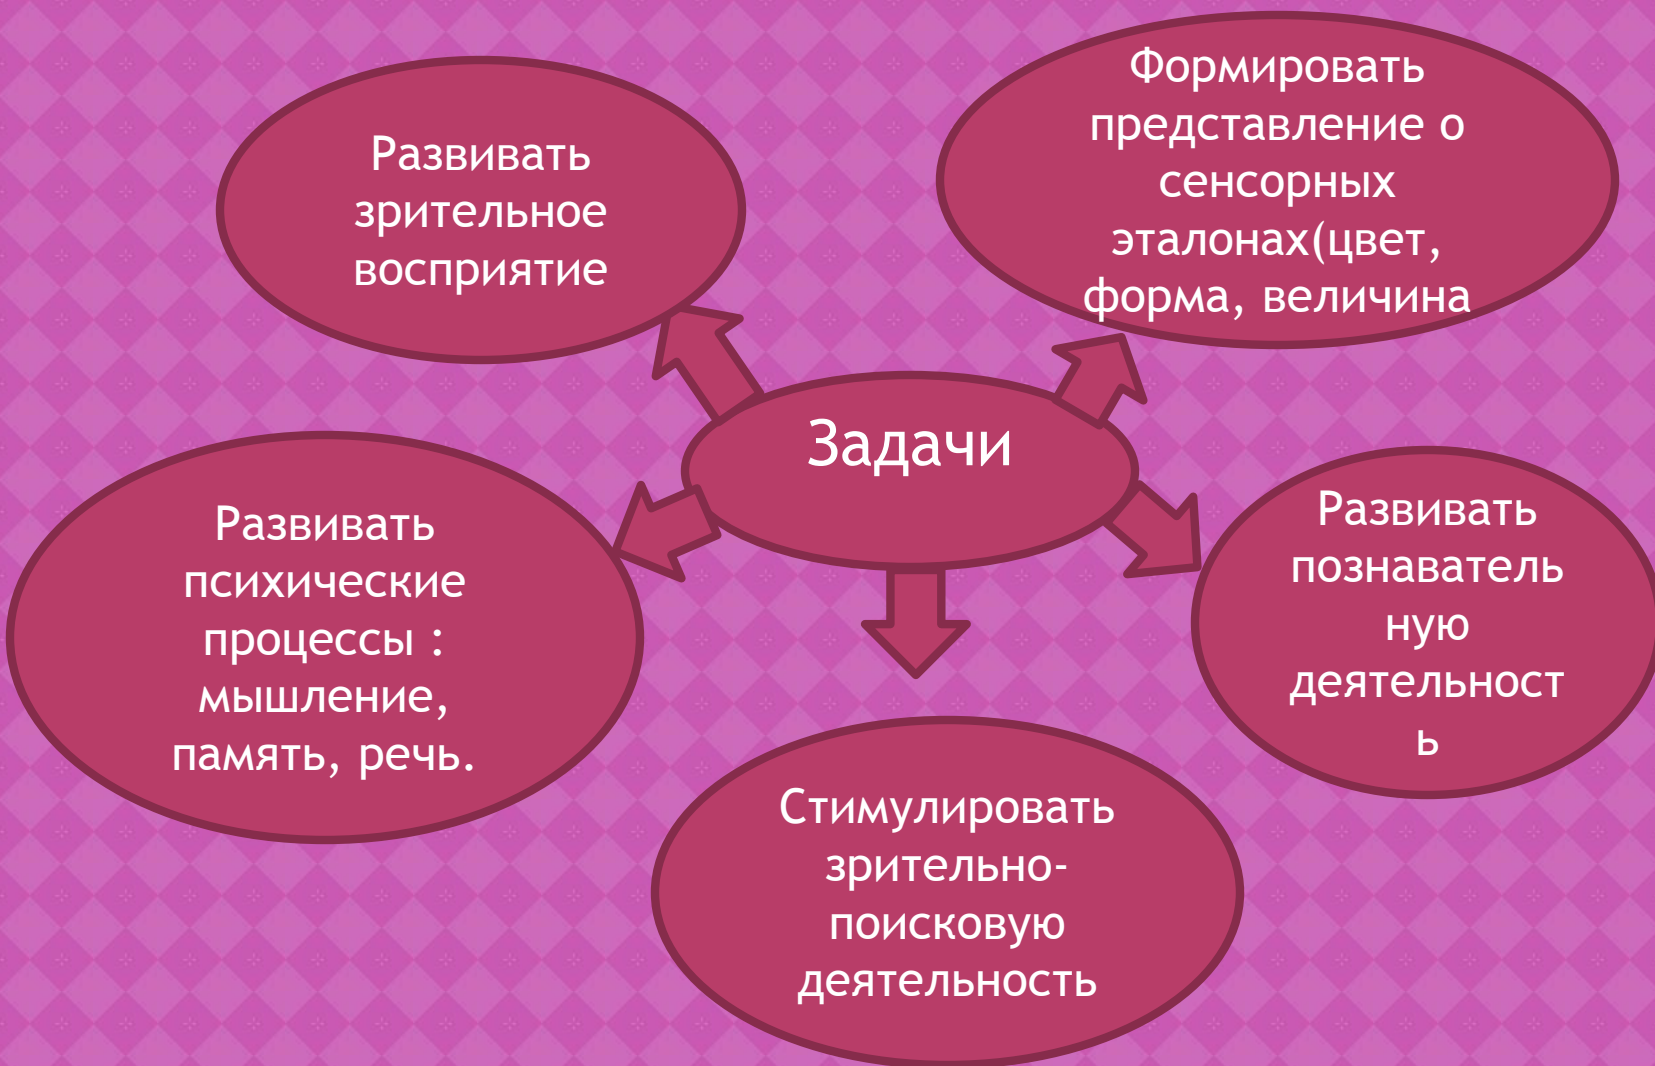 Развивать
зрительное
восприятие
Формировать
представление о
сенсорных
эталонах(цвет,
форма, величина
Задачи
Развивать
психические
процессы :
мышление,
память, речь.
Развивать
познаватель
ную
деятельност
ь
Стимулировать
зрительно-
поисковую
деятельность